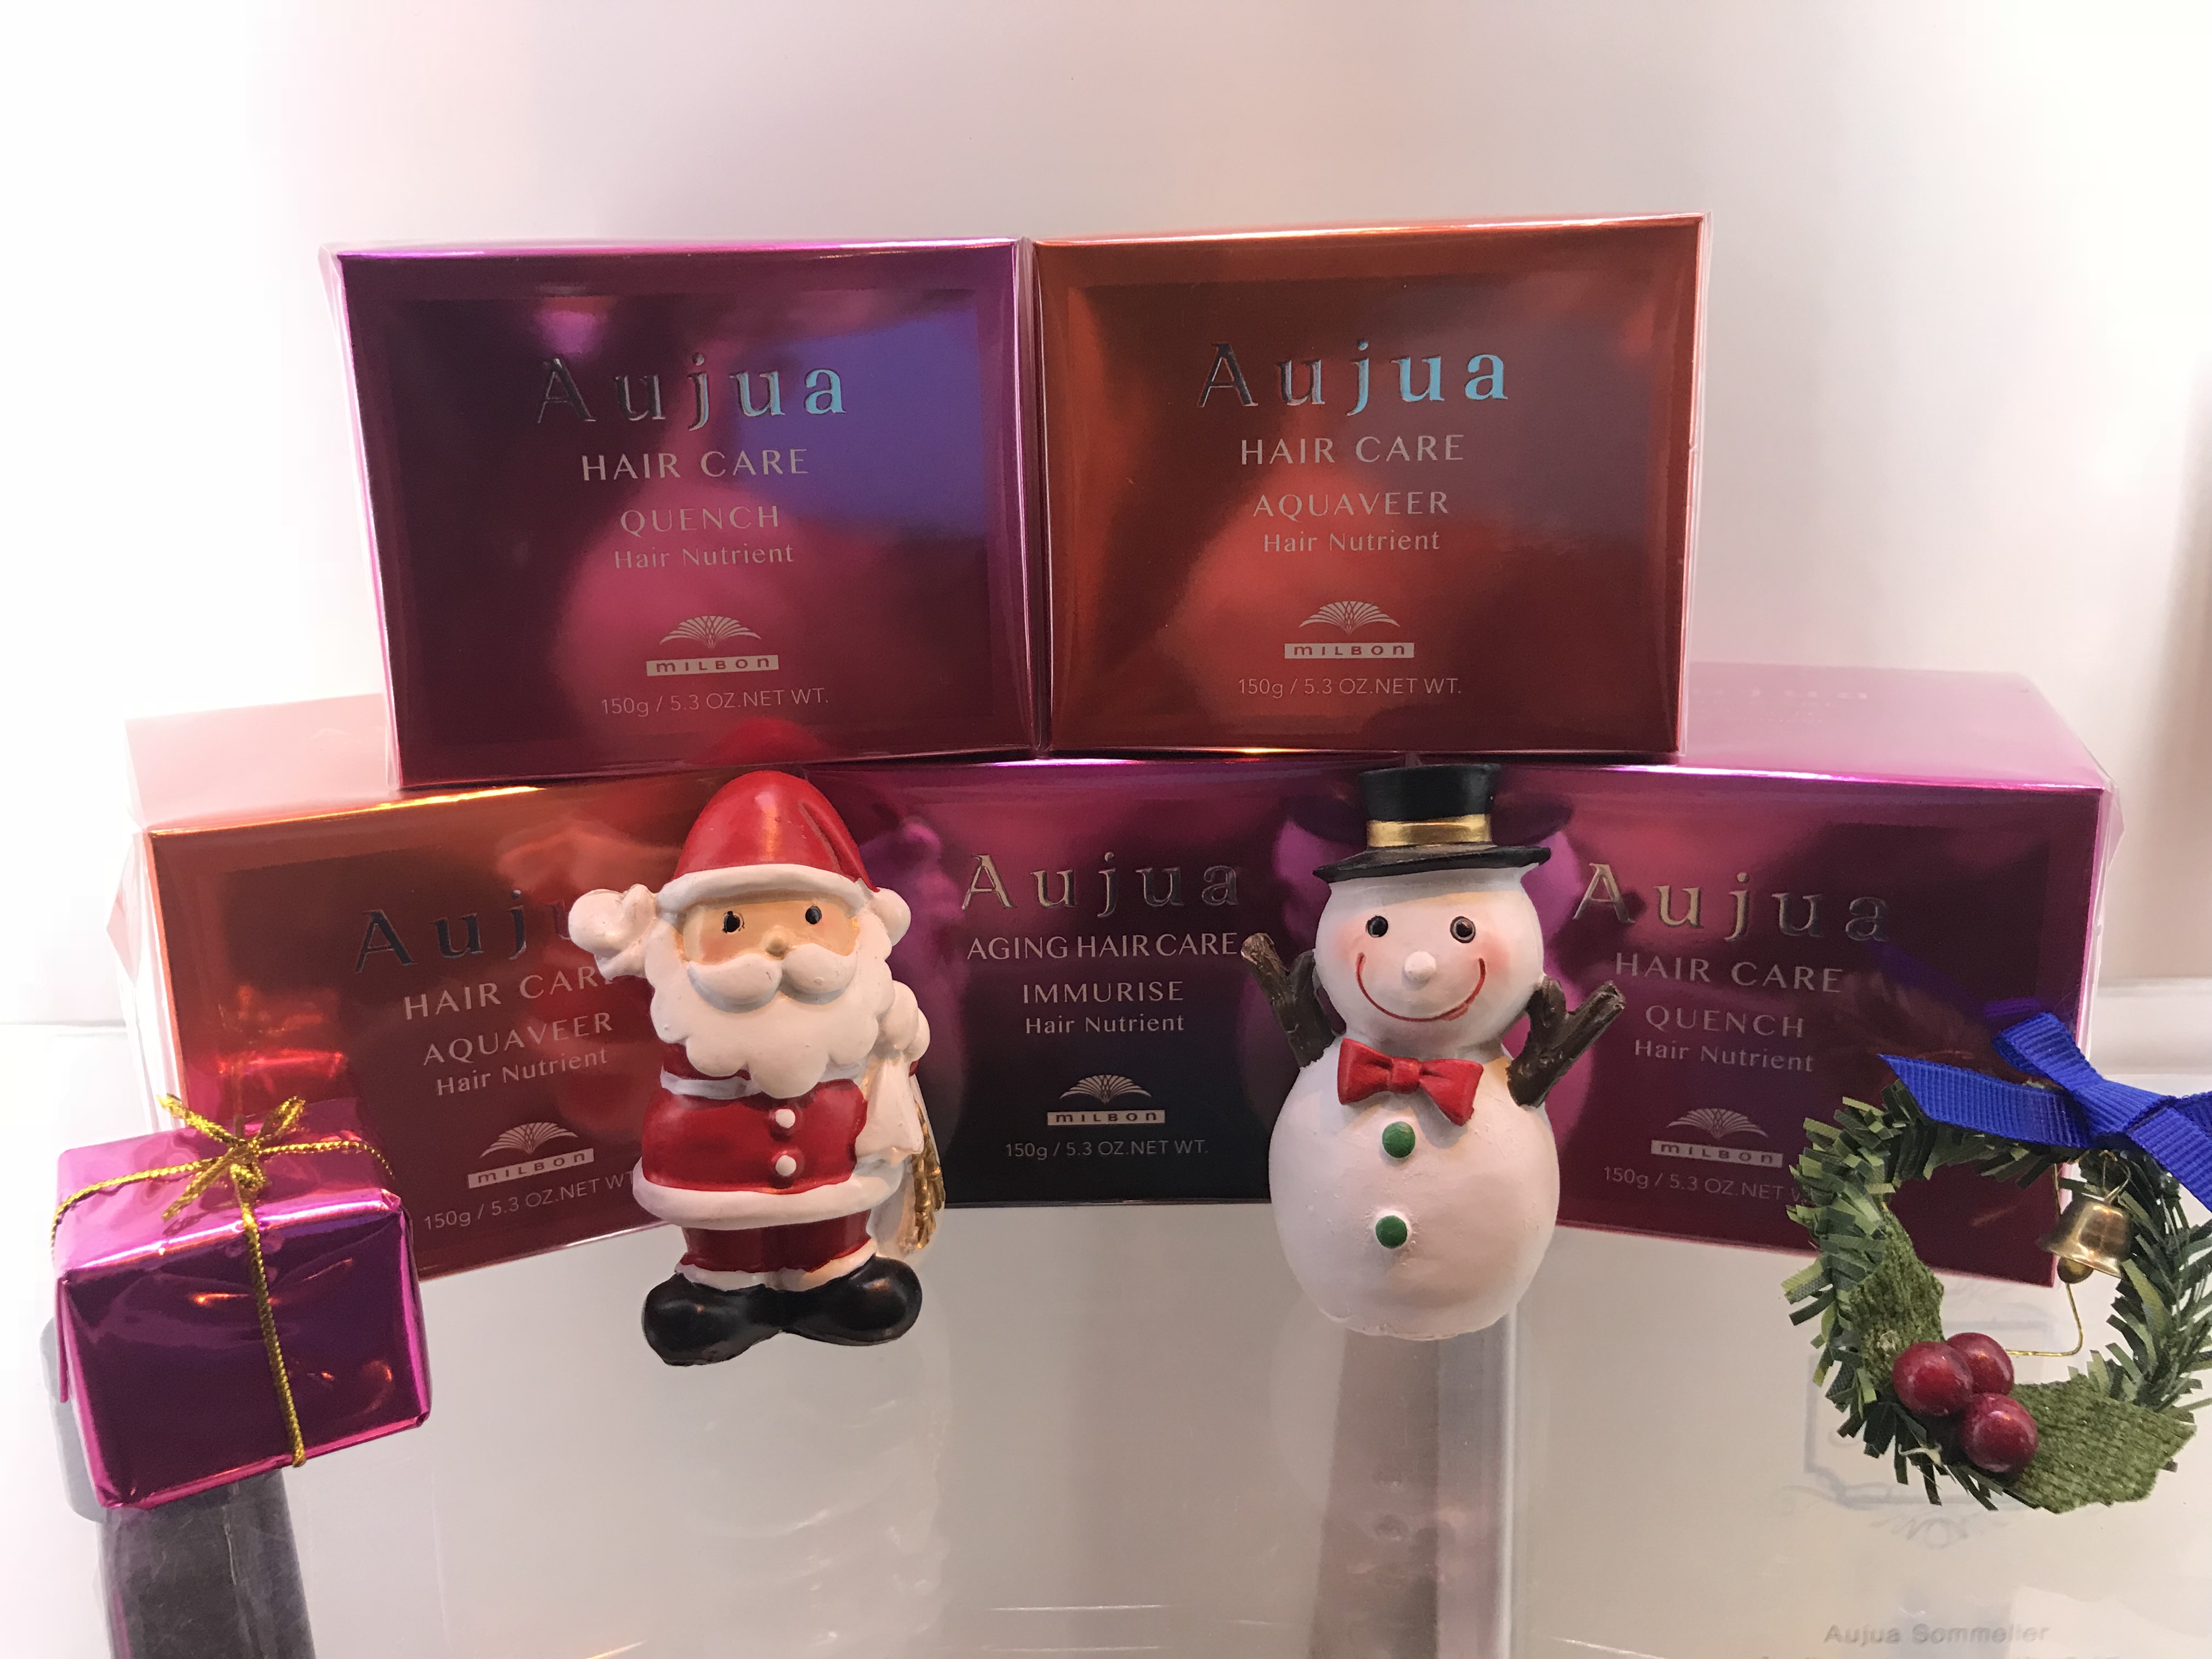 Aujua
HAIR CARE
QUENCH
Hair Nutrient
MILBON
150g / 5.3 OZ.NET WT.
Aujua
HAIR CARE
AQUAVEER
Hair Nutrient
MILBON
150g / 5.3 OZ.NET WT.
Auju
HAIR CARE
AQUAVEER
Hair Nutrient
MILBON
150g / 5.3 OZ.NET WT
Aujua
AGING HAIR CARE
IMMURISE
Hair Nutrient
MILBON
150g / 5.3 OZ.NET WT.
Aujua
HAIR CARE
QUENCH
Hair Nutrient
MILBON
150g / 5.3 OZ.NET W
Aujua Sommelier